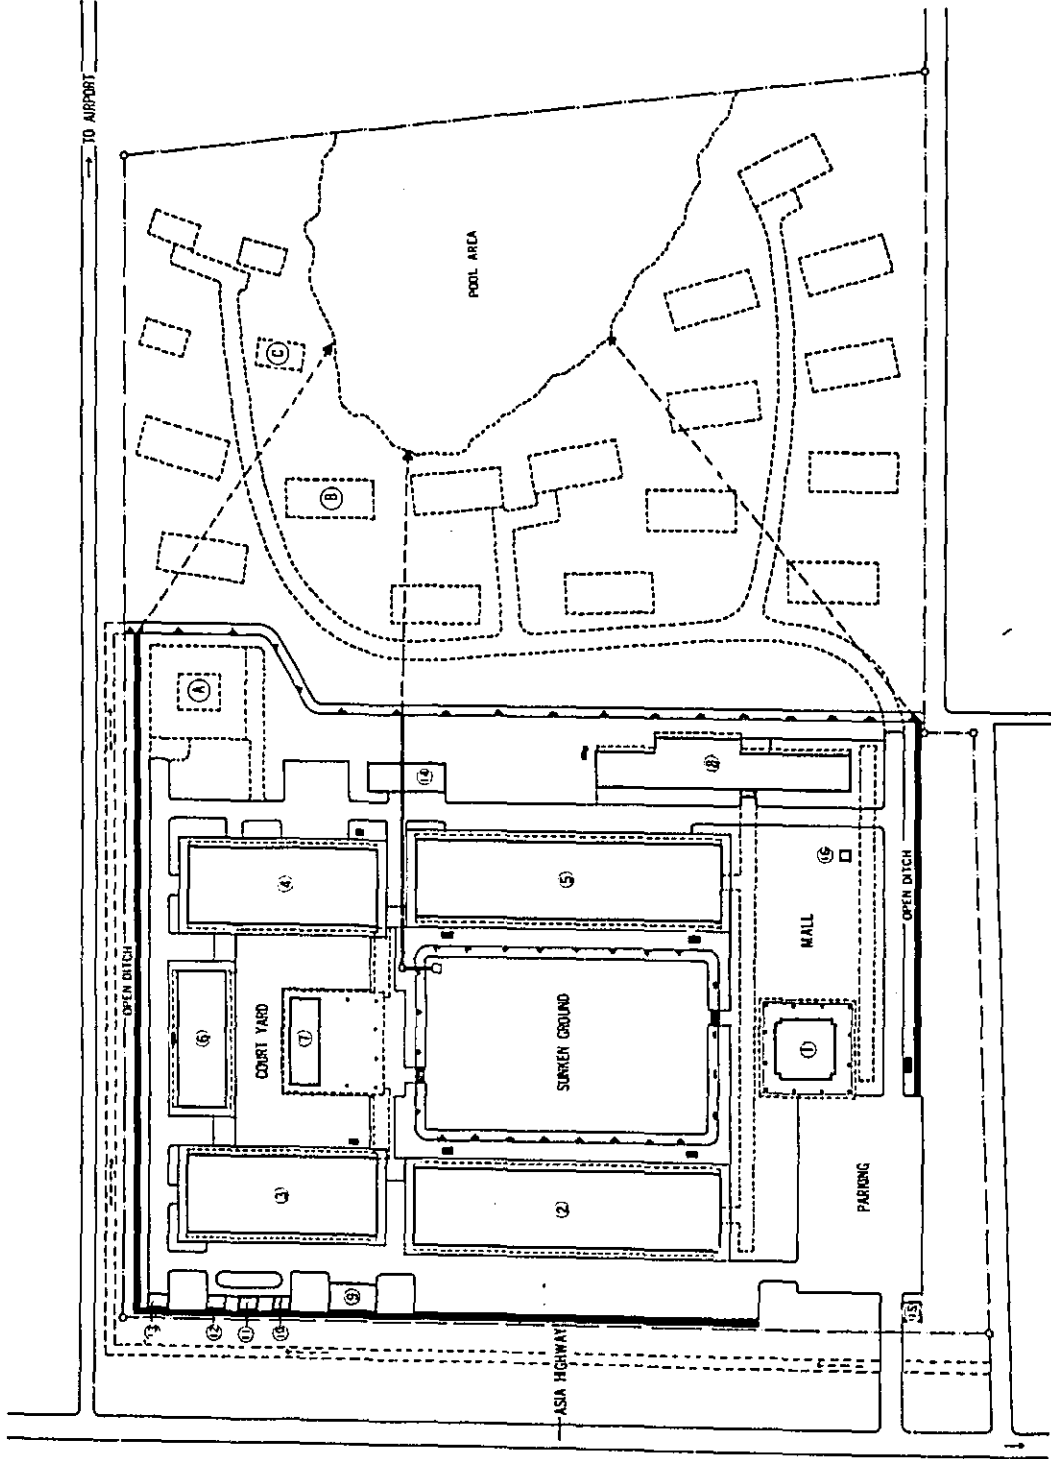 → TO AIRPORT
POOL AREA
C
B
A
OPEN DITCH
14
8
4
5
16
OPEN DITCH
MALL
6
COURT YARD
7
SUNKEN GROUND
1
3
2
PARKING
13
12
11
10
9
15
ASIA HIGHWAY
→